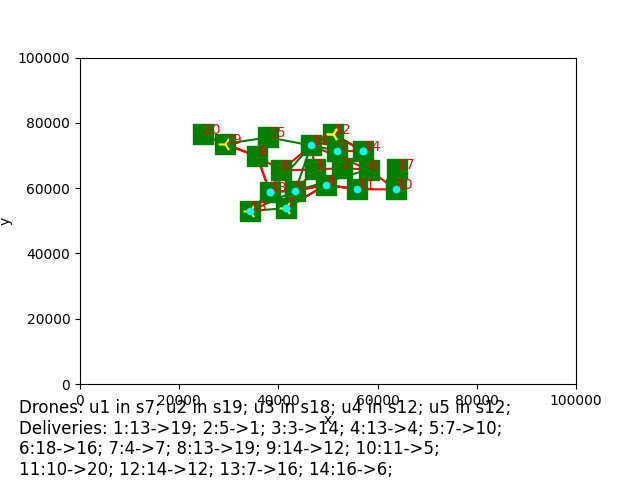 100000
80000
60000
40000
20000
0
y
0 20000 40000 60000 80000 100000
x
20
19
15
12
14
17
10
11
Drones: u1 in s7; u2 in s19; u3 in s18; u4 in s12; u5 in s12;
Deliveries: 1:13->19; 2:5->1; 3:3->14; 4:13->4; 5:7->10;
6:18->16; 7:4->7; 8:13->19; 9:14->12; 10:11->5;
11:10->20; 12:14->12; 13:7->16; 14:16->6;